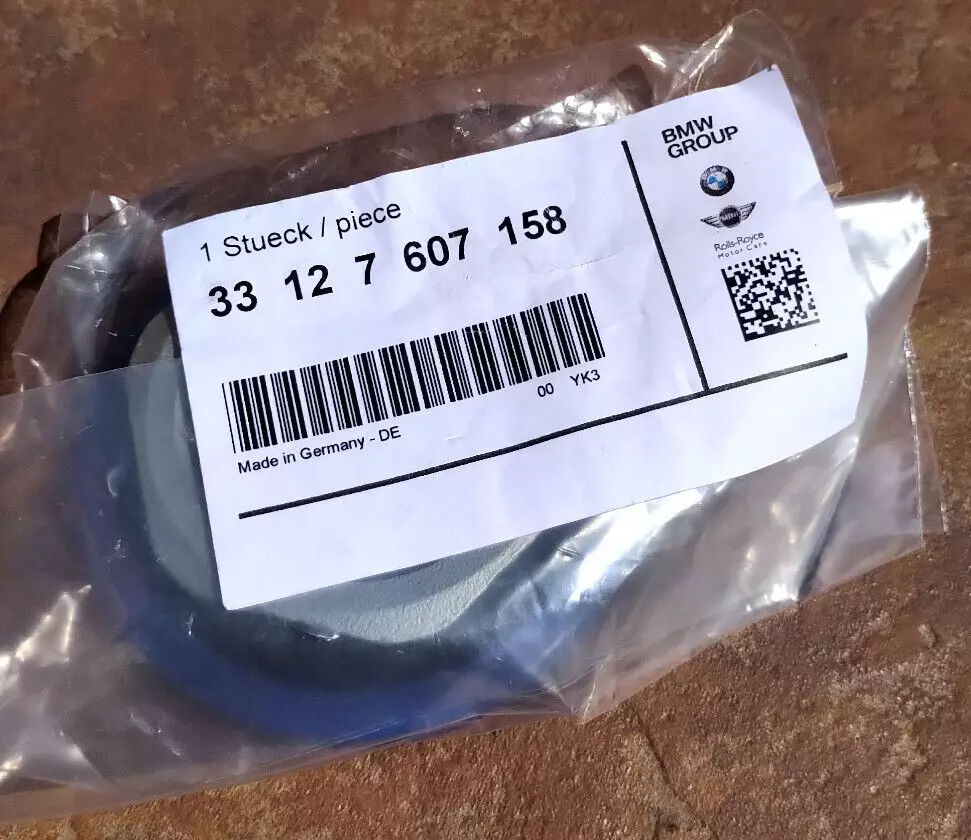 1 Stueck / piece
33 12 7 607 158
00 YK3
Made in Germany - DE
BMW
GROUP
Rolls-Royce
Motor Cars